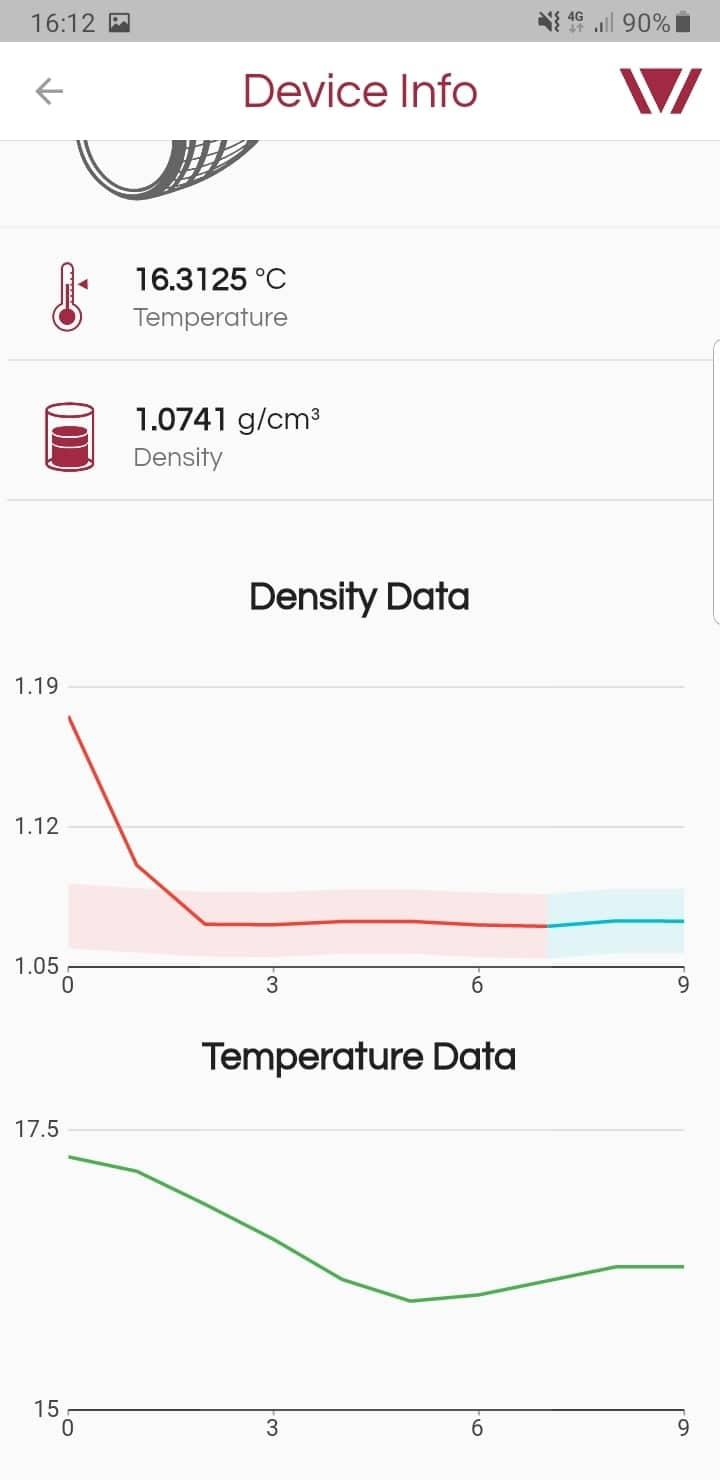 16:12 4G 90%
Device Info
16.3125 °C
Temperature
1.0741 g/cm³
Density
Density Data
1.19
1.12
1.05
0 3 6 9
Temperature Data
17.5
15
0 3 6 9